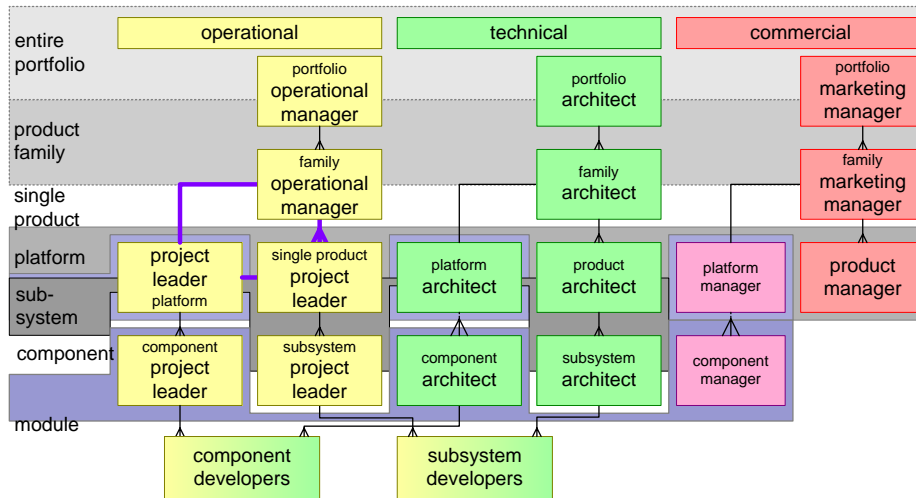 operational
technical
commercial
entire
portfolio
portfolio
operational
manager
portfolio
architect
portfolio
marketing
manager
product
family
family
operational
manager
family
architect
family
marketing
manager
single
product
platform
project
leader
platform
single product
project
leader
platform
architect
product
architect
platform
manager
product
manager
sub-
system
component
component
project
leader
subsystem
project
leader
component
architect
subsystem
architect
component
manager
module
component
developers
subsystem
developers